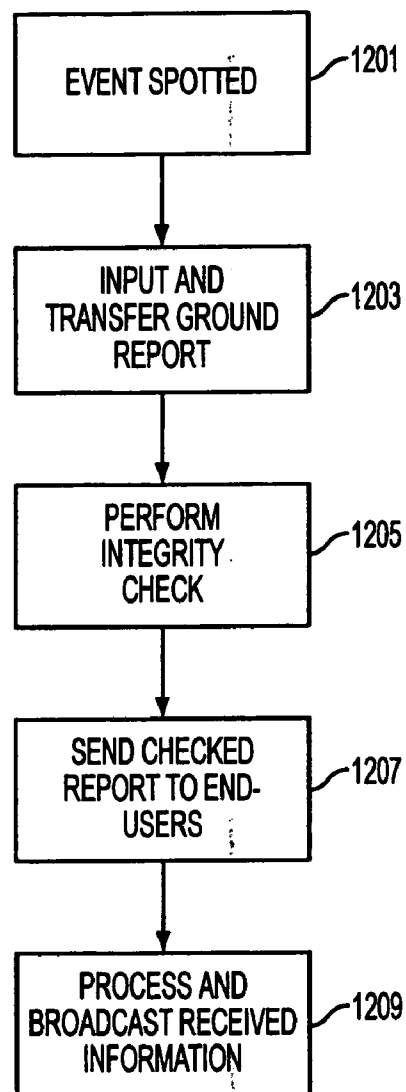 EVENT SPOTTED
1201
INPUT AND
TRANSFER GROUND
REPORT
1203
PERFORM
INTEGRITY
CHECK
1205
SEND CHECKED
REPORT TO END-
USERS
1207
PROCESS AND
BROADCAST RECEIVED
INFORMATION
1209